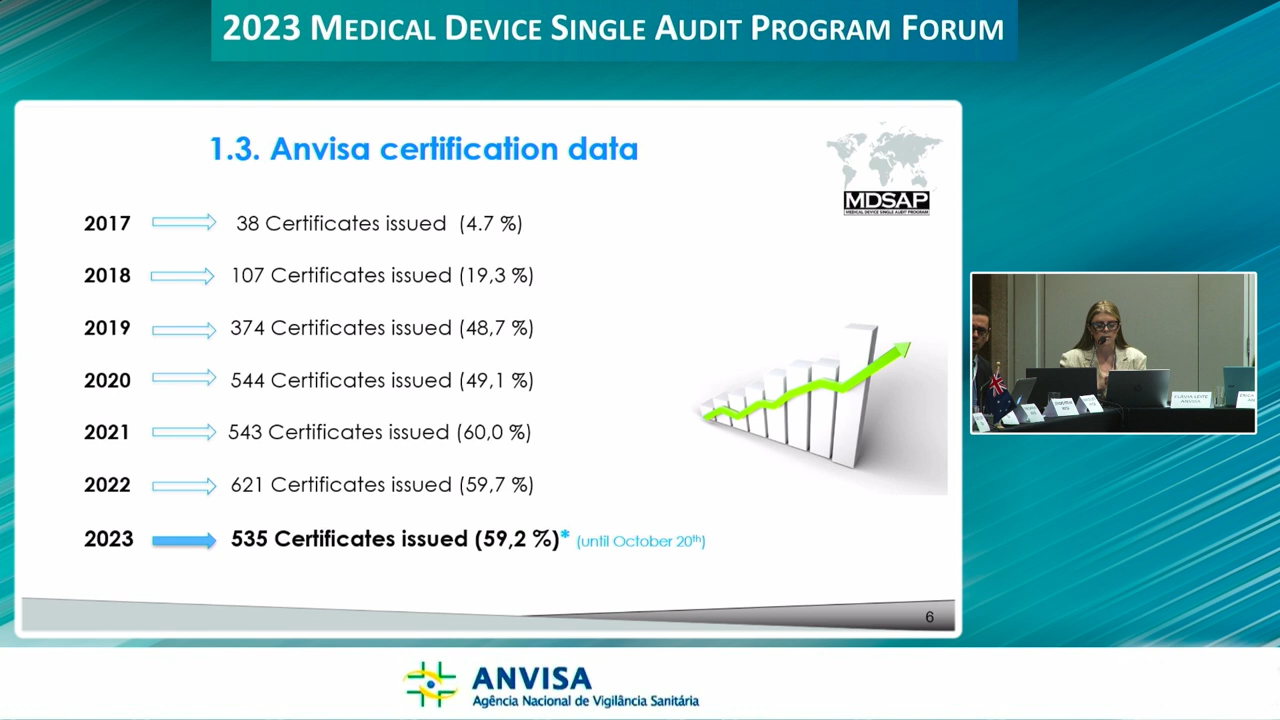 2023 MEDICAL DEVICE SINGLE AUDIT PROGRAM FORUM
1.3. Anvisa certification data
MDSAP
MEDICAL DEVICE SINGLE AUDIT PROGRAM
2017 38 Certificates issued (4.7 %)
2018 107 Certificates issued (19,3 %)
2019 374 Certificates issued (48,7 %)
2020 544 Certificates issued (49,1 %)
2021 543 Certificates issued (60,0 %)
2022 621 Certificates issued (59,7 %)
2023 535 Certificates issued (59,2 %)* (until October 20th)
6
FLÁVIA LEITE
ANVISA
ANVISA
Agência Nacional de Vigilância Sanitária